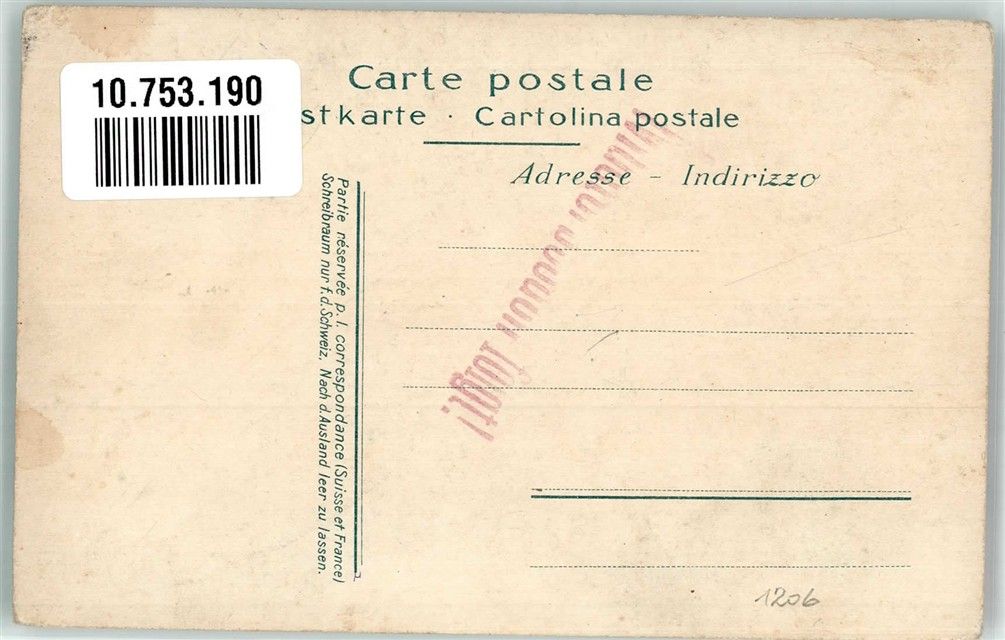 10.753.190
Carte postale
stkarte · Cartolina postale
Adresse - Indirizzo
Partie réservée p. l. correspondance (Suisse et France)
Schreibraum nur f. d. Schweiz. Nach d. Ausland leer zu lassen.
folgt!
1206